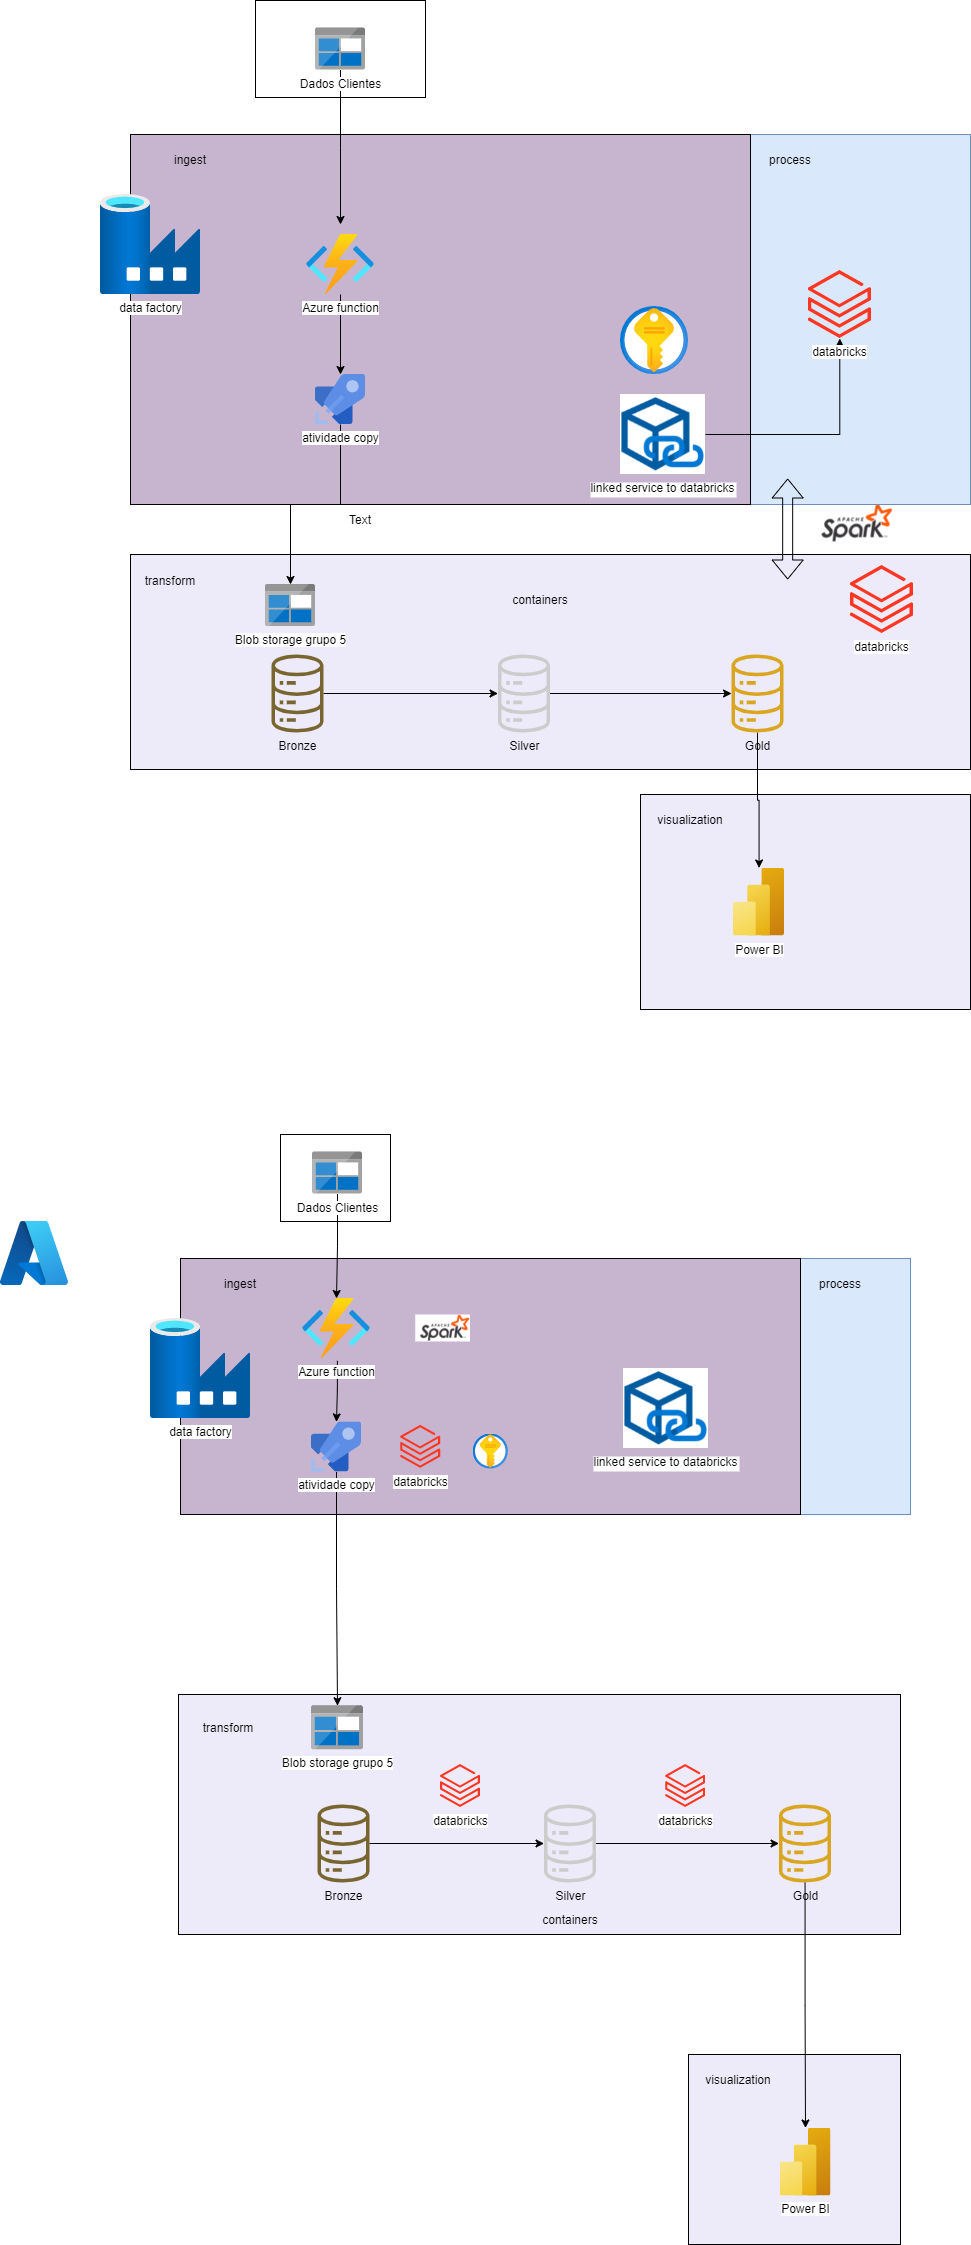 Dados Clientes
ingest
process
data factory
Azure function
databricks
atividade copy
linked service to databricks
Text
APACHE
Spark
transform
containers
Blob storage grupo 5
databricks
Bronze
Silver
Gold
visualization
Power BI
Dados Clientes
ingest
process
APACHE
Spark
Azure function
data factory
linked service to databricks
atividade copy
databricks
transform
Blob storage grupo 5
databricks
databricks
Bronze
Silver
Gold
containers
visualization
Power BI